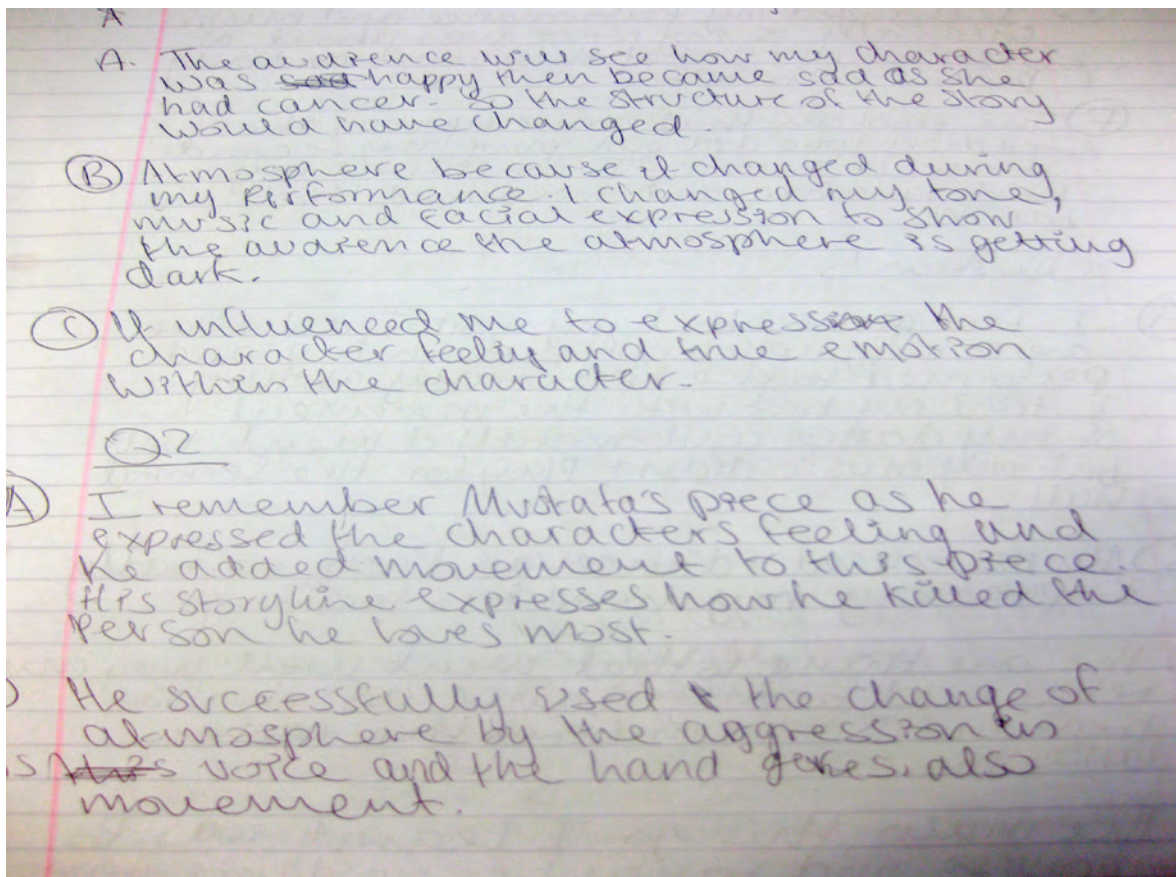 A
A. The audience will see how my character
was sad happy then became sad as she
had cancer. So the structure of the story
would have changed.
B Atmosphere because it changed during
my Performance. I changed my tone,
music and facial expression to show
the audience the atmosphere is getting
dark.
C It influenced me to express the
character feeling and true emotion
within the character.
Q2
A I remember Mustafa's piece as he
expressed the characters feeling and
he added movement to this piece.
His storyline expresses how he killed the
Person he loves most.
He successfully used the change of
atmosphere by the aggression in
voice and the hand also
movement.